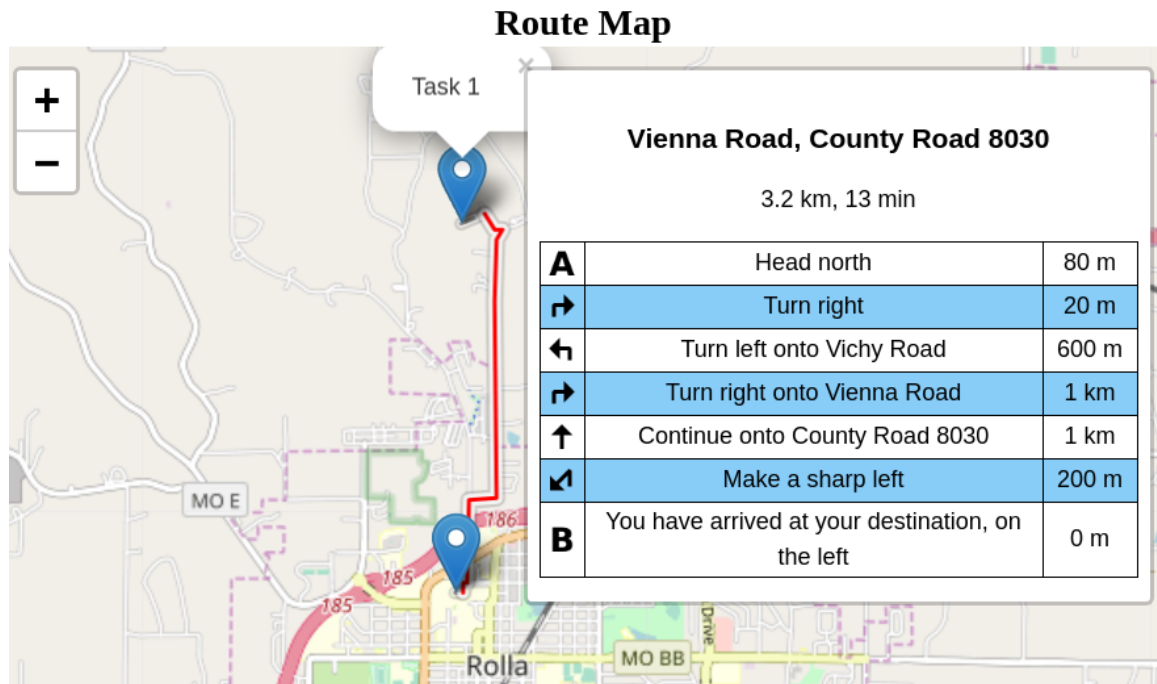 Route Map
+
−
Task 1
×
Vienna Road, County Road 8030
3.2 km, 13 min
A Head north 80 m
Turn right 20 m
Turn left onto Vichy Road 600 m
Turn right onto Vienna Road 1 km
Continue onto County Road 8030 1 km
Make a sharp left 200 m
B You have arrived at your destination, on
the left 0 m
MO E
186
185
185
Drive
Rolla
MO BB